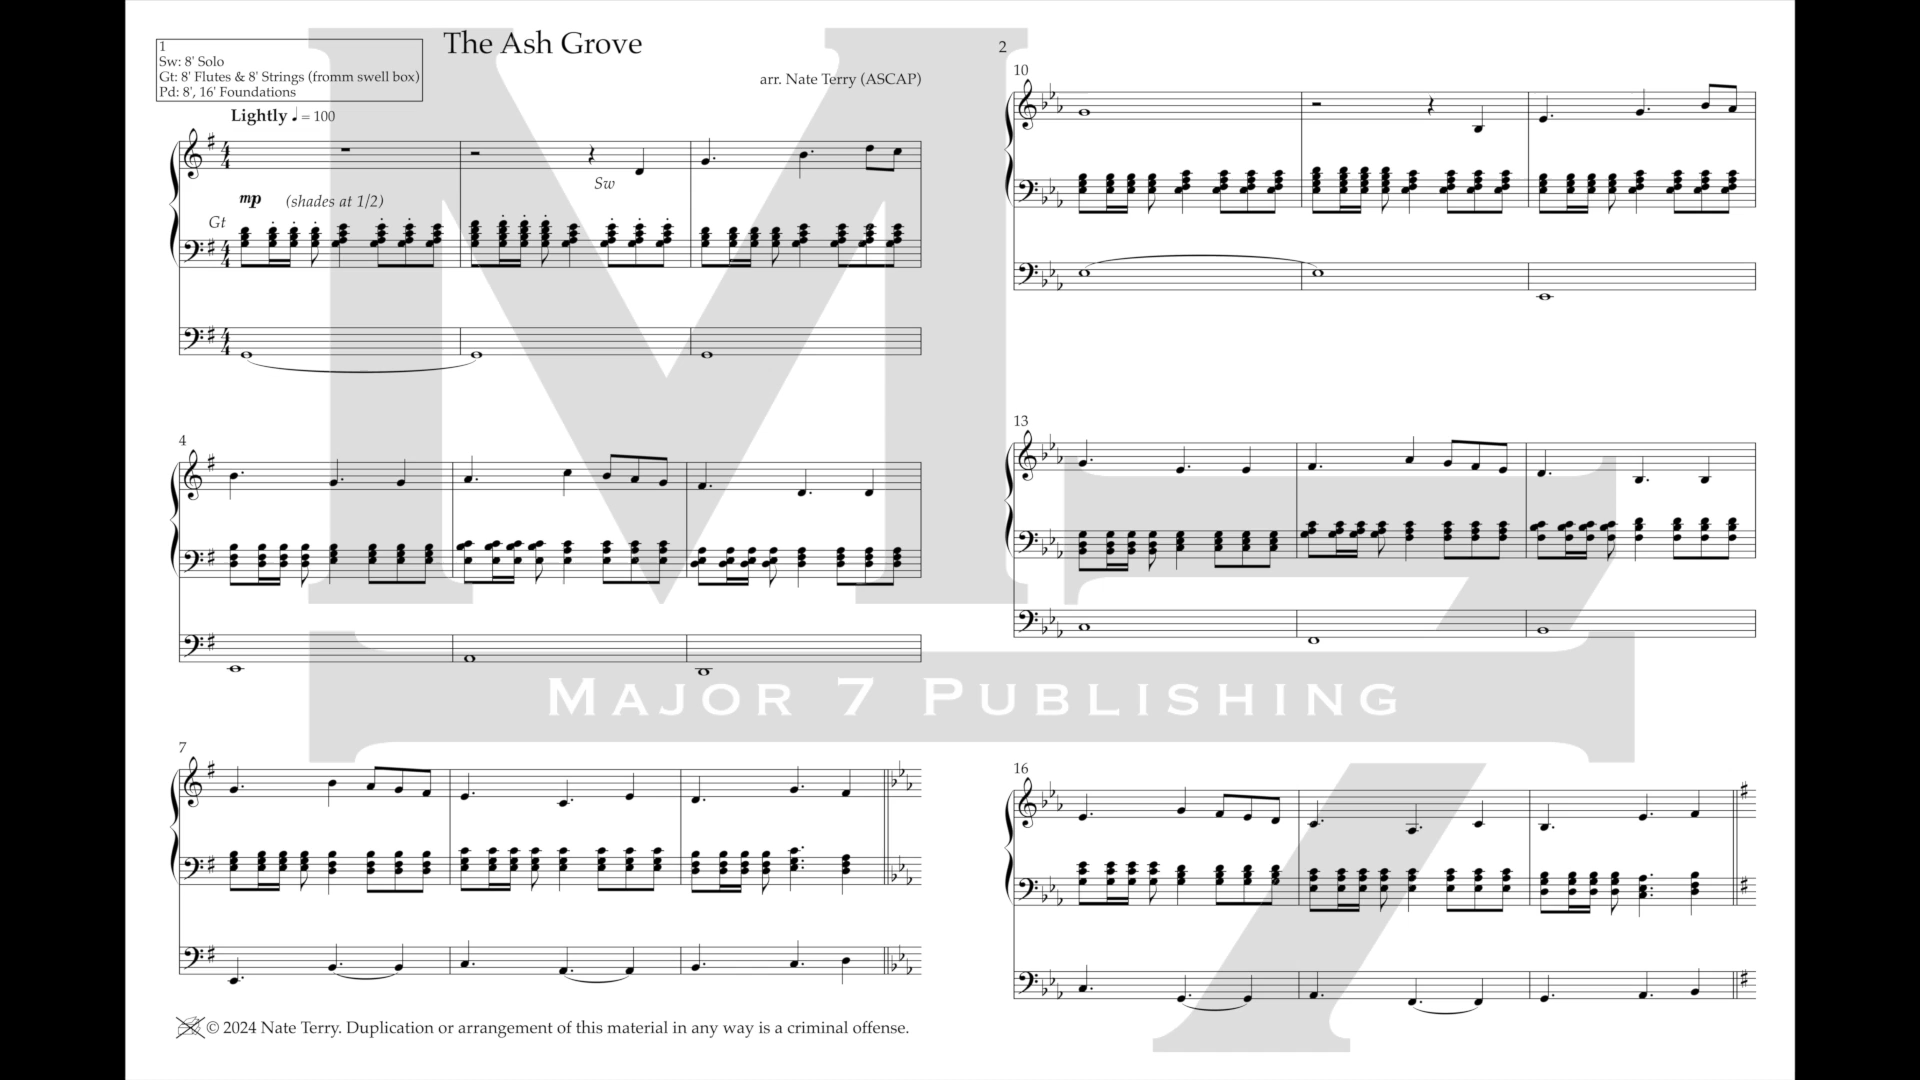 The Ash Grove
1
Sw: 8' Solo
Gt: 8' Flutes & 8' Strings (fromm swell box)
Pd: 8', 16' Foundations
arr. Nate Terry (ASCAP)
Lightly ♩ = 100
Sw
mp (shades at 1/2)
Gt
4
7
© 2024 Nate Terry. Duplication or arrangement of this material in any way is a criminal offense.
2
10
13
16
MAJOR 7 PUBLISHING
M
7